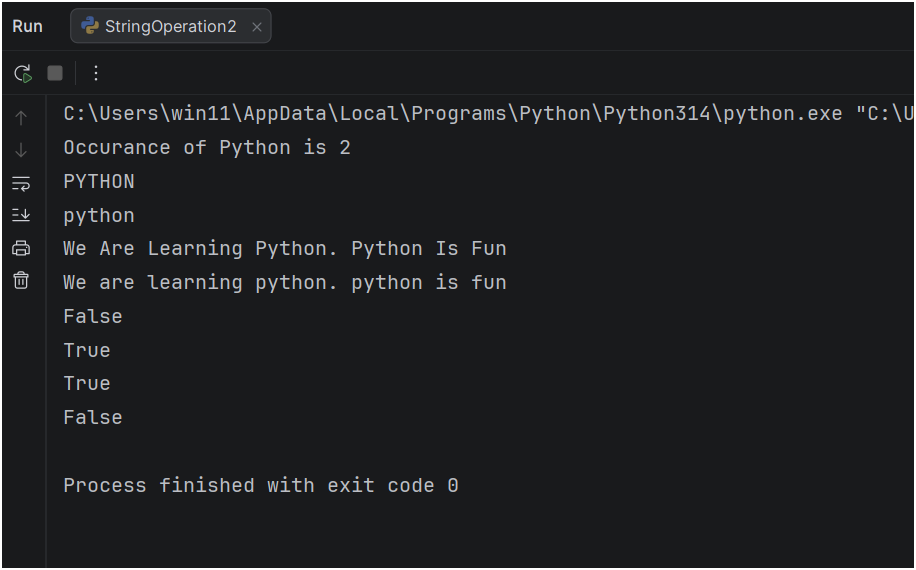 Run StringOperation2
C:\Users\win11\AppData\Local\Programs\Python\Python314\python.exe "C:\U
Occurance of Python is 2
PYTHON
python
We Are Learning Python. Python Is Fun
We are learning python. python is fun
False
True
True
False
Process finished with exit code 0